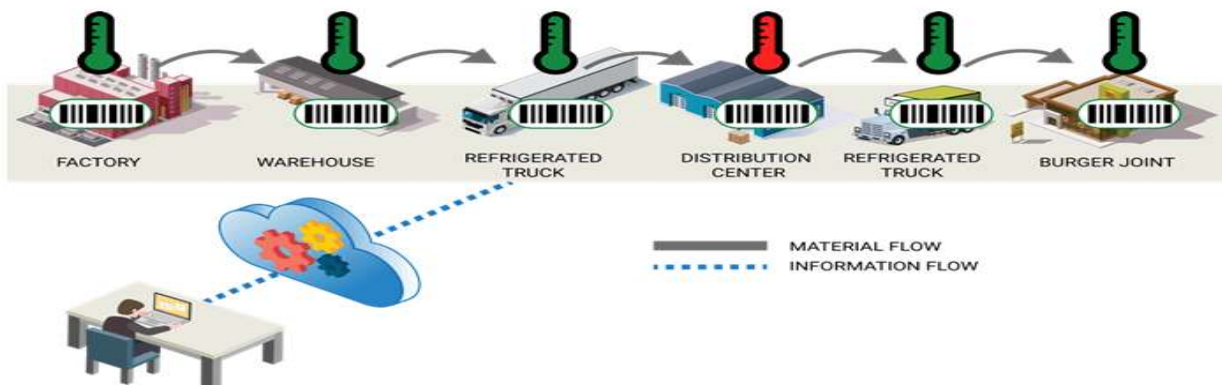 FACTORY
WAREHOUSE
REFRIGERATED
TRUCK
DISTRIBUTION
CENTER
REFRIGERATED
TRUCK
BURGER JOINT
MATERIAL FLOW
INFORMATION FLOW